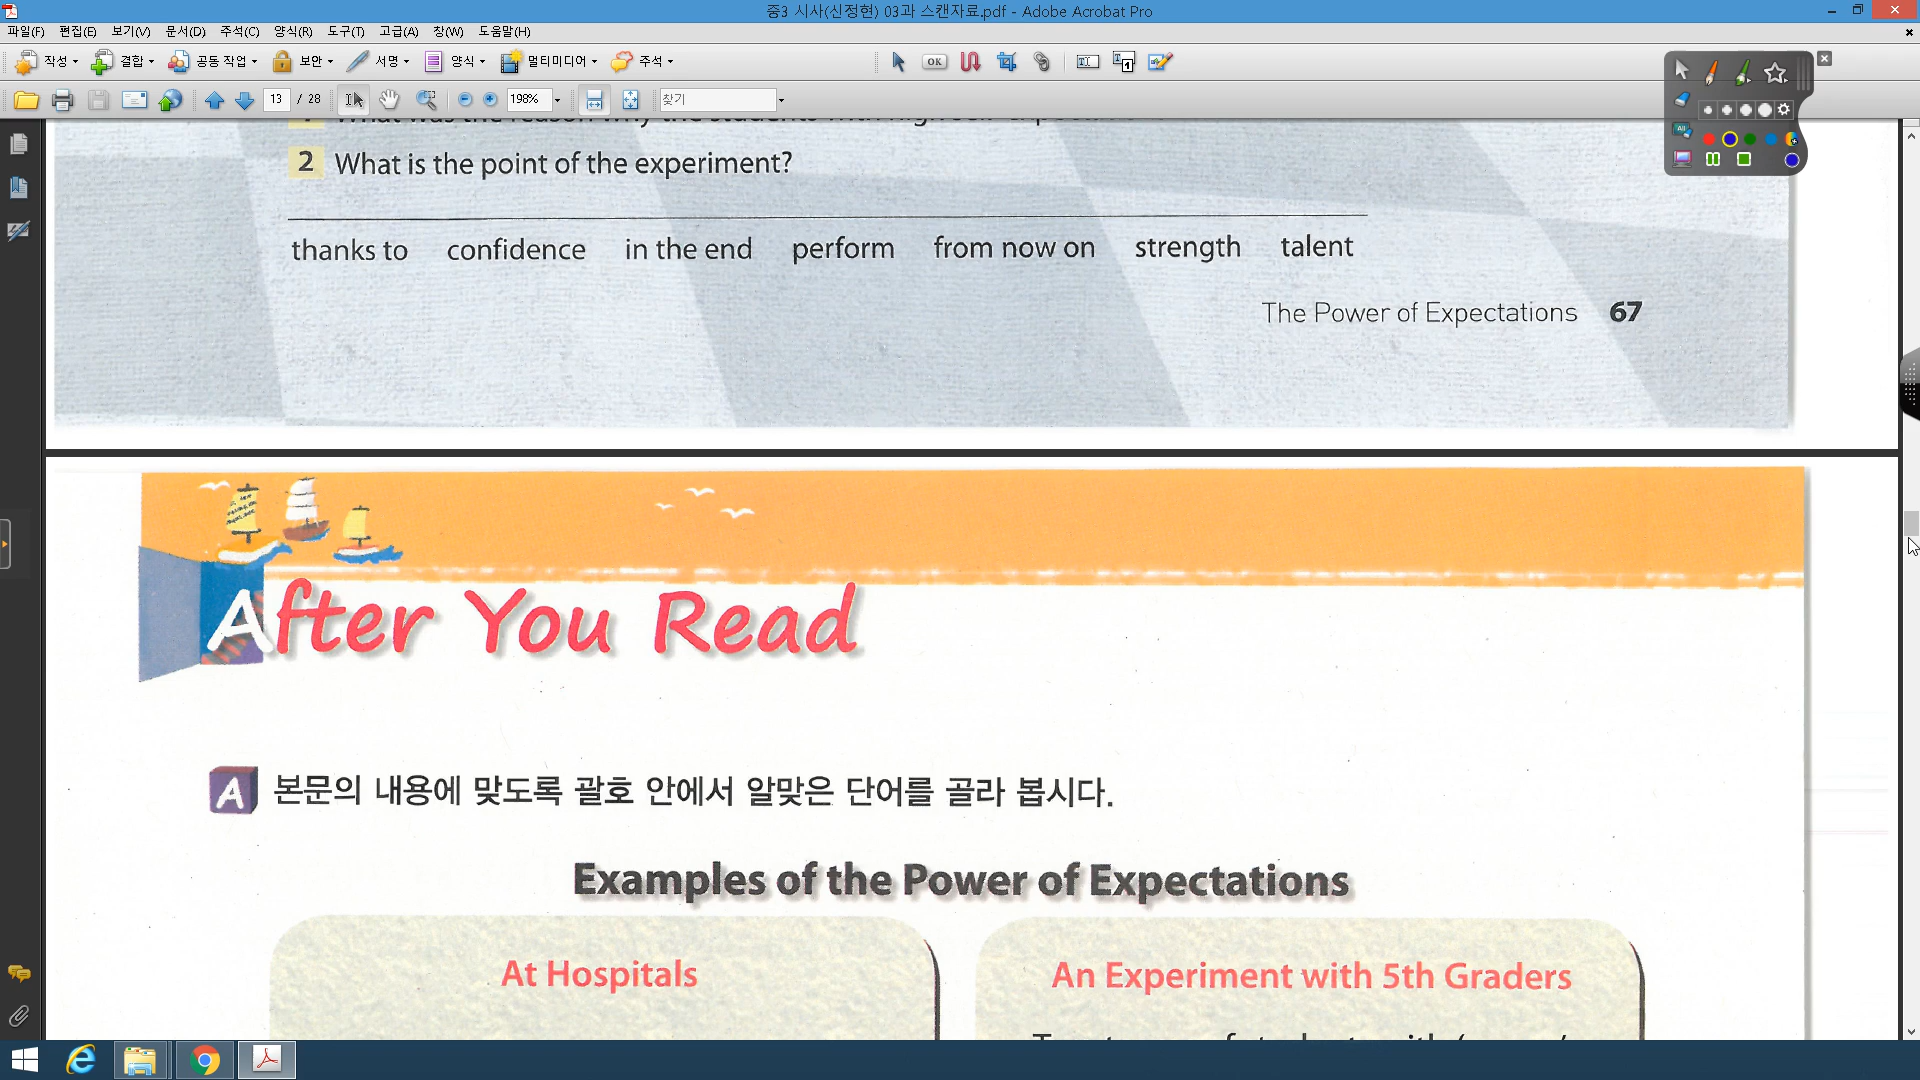 중3 시사(신정현) 03과 스캔자료.pdf - Adobe Acrobat Pro
파일(F) 편집(E) 보기(V) 문서(D) 주석(C) 양식(R) 도구(T) 고급(A) 창(W) 도움말(H)
작성 결합 공동 작업 보안 서명 양식 멀티미디어 주석 OK
13 / 28 198% 찾기
2 What is the point of the experiment?
thanks to confidence in the end perform from now on strength talent
The Power of Expectations 67
After You Read
A 본문의 내용에 맞도록 괄호 안에서 알맞은 단어를 골라 봅시다.
Examples of the Power of Expectations
At Hospitals An Experiment with 5th Graders